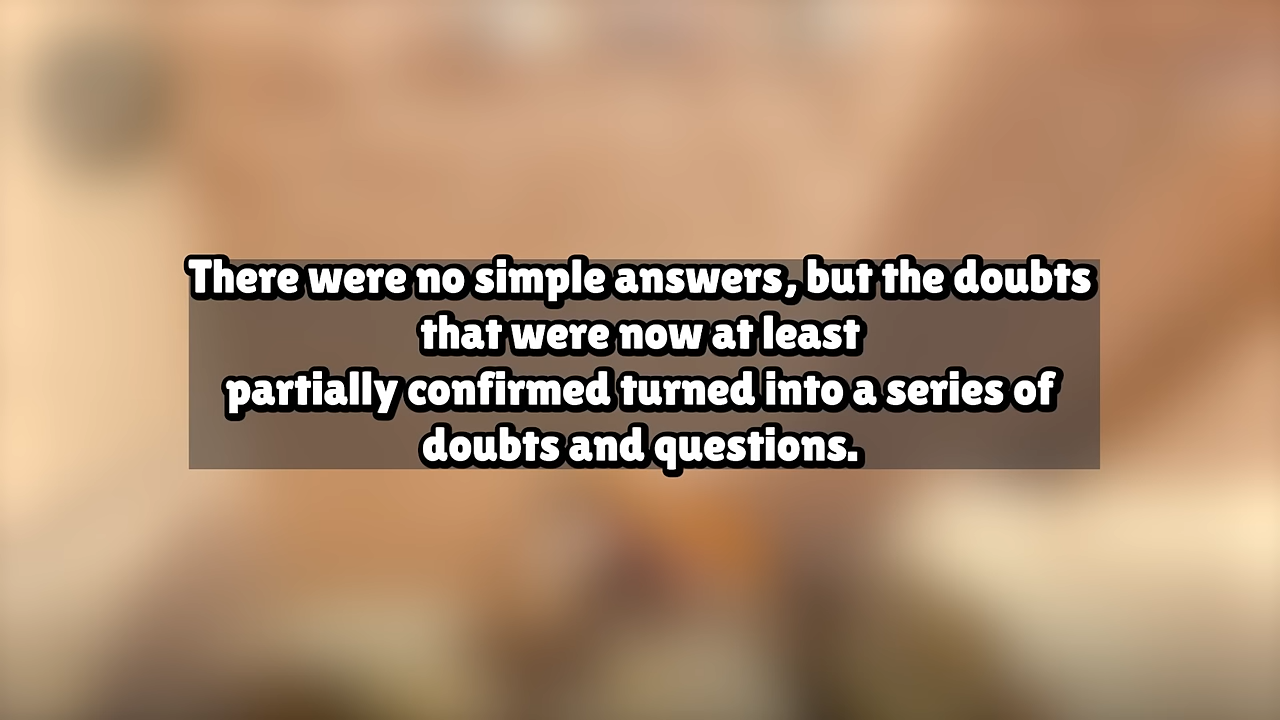 There were no simple answers, but the doubts
that were now at least
partially confirmed turned into a series of
doubts and questions.